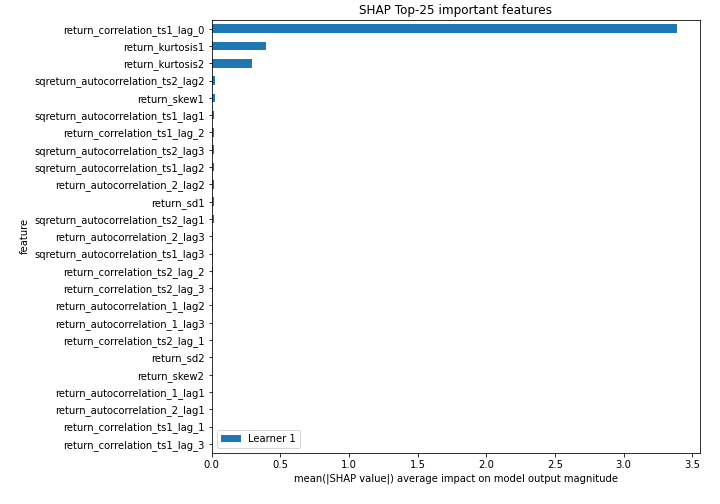 SHAP Top-25 important features
return_correlation_ts1_lag_0
return_kurtosis1
return_kurtosis2
sqreturn_autocorrelation_ts2_lag2
return_skew1
sqreturn_autocorrelation_ts1_lag1
return_correlation_ts1_lag_2
sqreturn_autocorrelation_ts2_lag3
sqreturn_autocorrelation_ts1_lag2
return_autocorrelation_2_lag2
return_sd1
sqreturn_autocorrelation_ts2_lag1
return_autocorrelation_2_lag3
sqreturn_autocorrelation_ts1_lag3
return_correlation_ts2_lag_2
return_correlation_ts2_lag_3
return_autocorrelation_1_lag2
return_autocorrelation_1_lag3
return_correlation_ts2_lag_1
return_sd2
return_skew2
return_autocorrelation_1_lag1
return_autocorrelation_2_lag1
return_correlation_ts1_lag_1
return_correlation_ts1_lag_3
feature
Learner 1
0.0 0.5 1.0 1.5 2.0 2.5 3.0 3.5
mean(|SHAP value|) average impact on model output magnitude